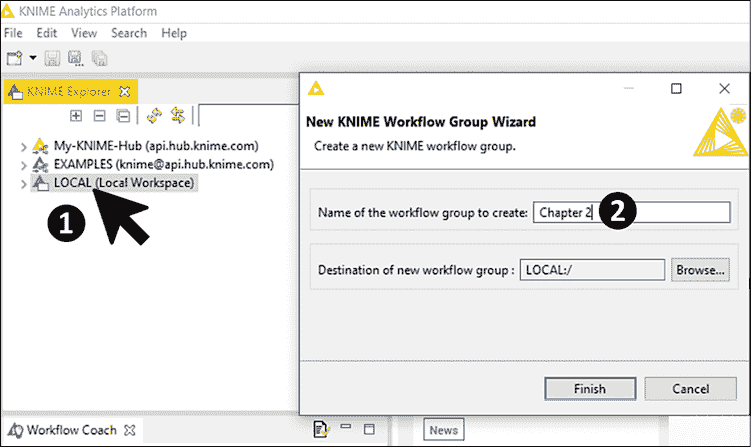 KNIME Analytics Platform
File Edit View Search Help
KNIME Explorer
My-KNIME-Hub (api.hub.knime.com)
EXAMPLES (knime@api.hub.knime.com)
LOCAL (Local Workspace)
1
New KNIME Workflow Group Wizard
Create a new KNIME workflow group.
Name of the workflow group to create: Chapter 2
2
Destination of new workflow group : LOCAL:/ Browse...
Finish Cancel
Workflow Coach
News